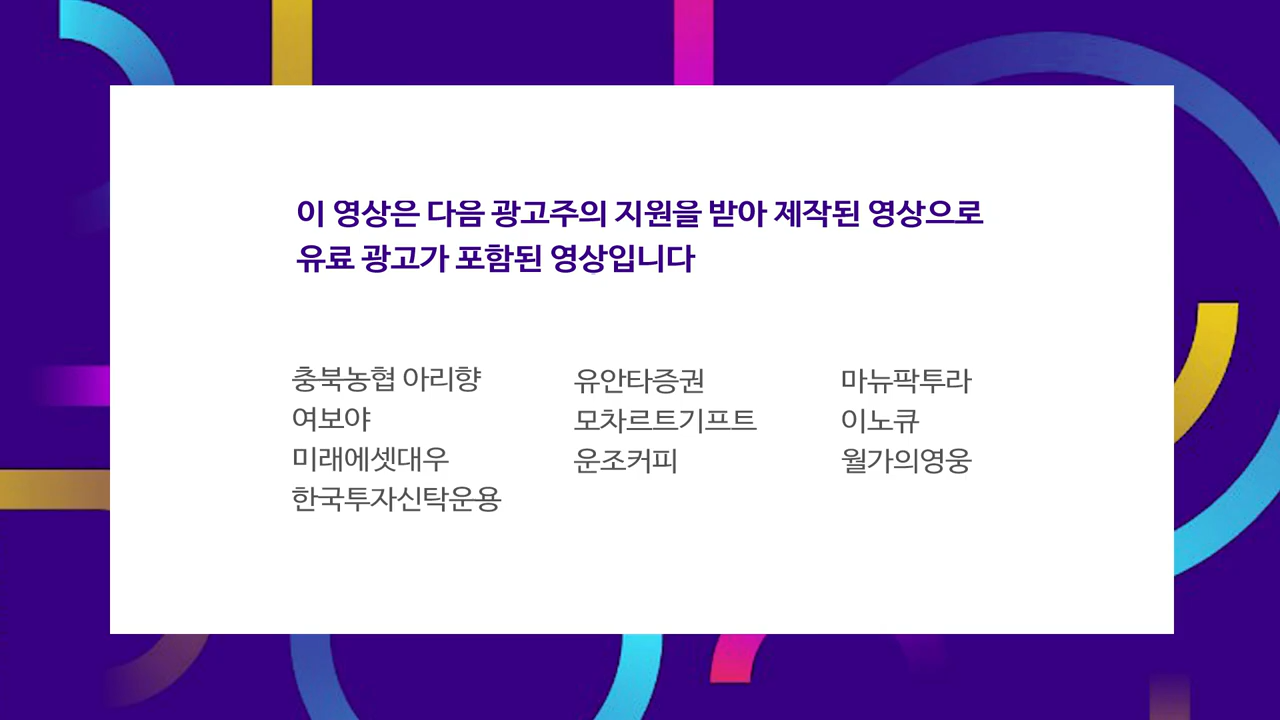 이 영상은 다음 광고주의 지원을 받아 제작된 영상으로
유료 광고가 포함된 영상입니다
충북농협 아리향
여보야
미래에셋대우
한국투자신탁운용
유안타증권
모차르트기프트
운조커피
마뉴팍투라
이노큐
월가의영웅